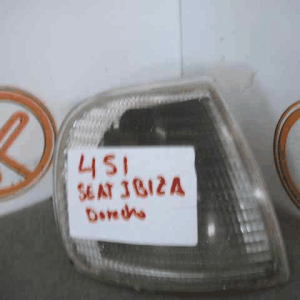 451
SEAT IBIZA
Derecho